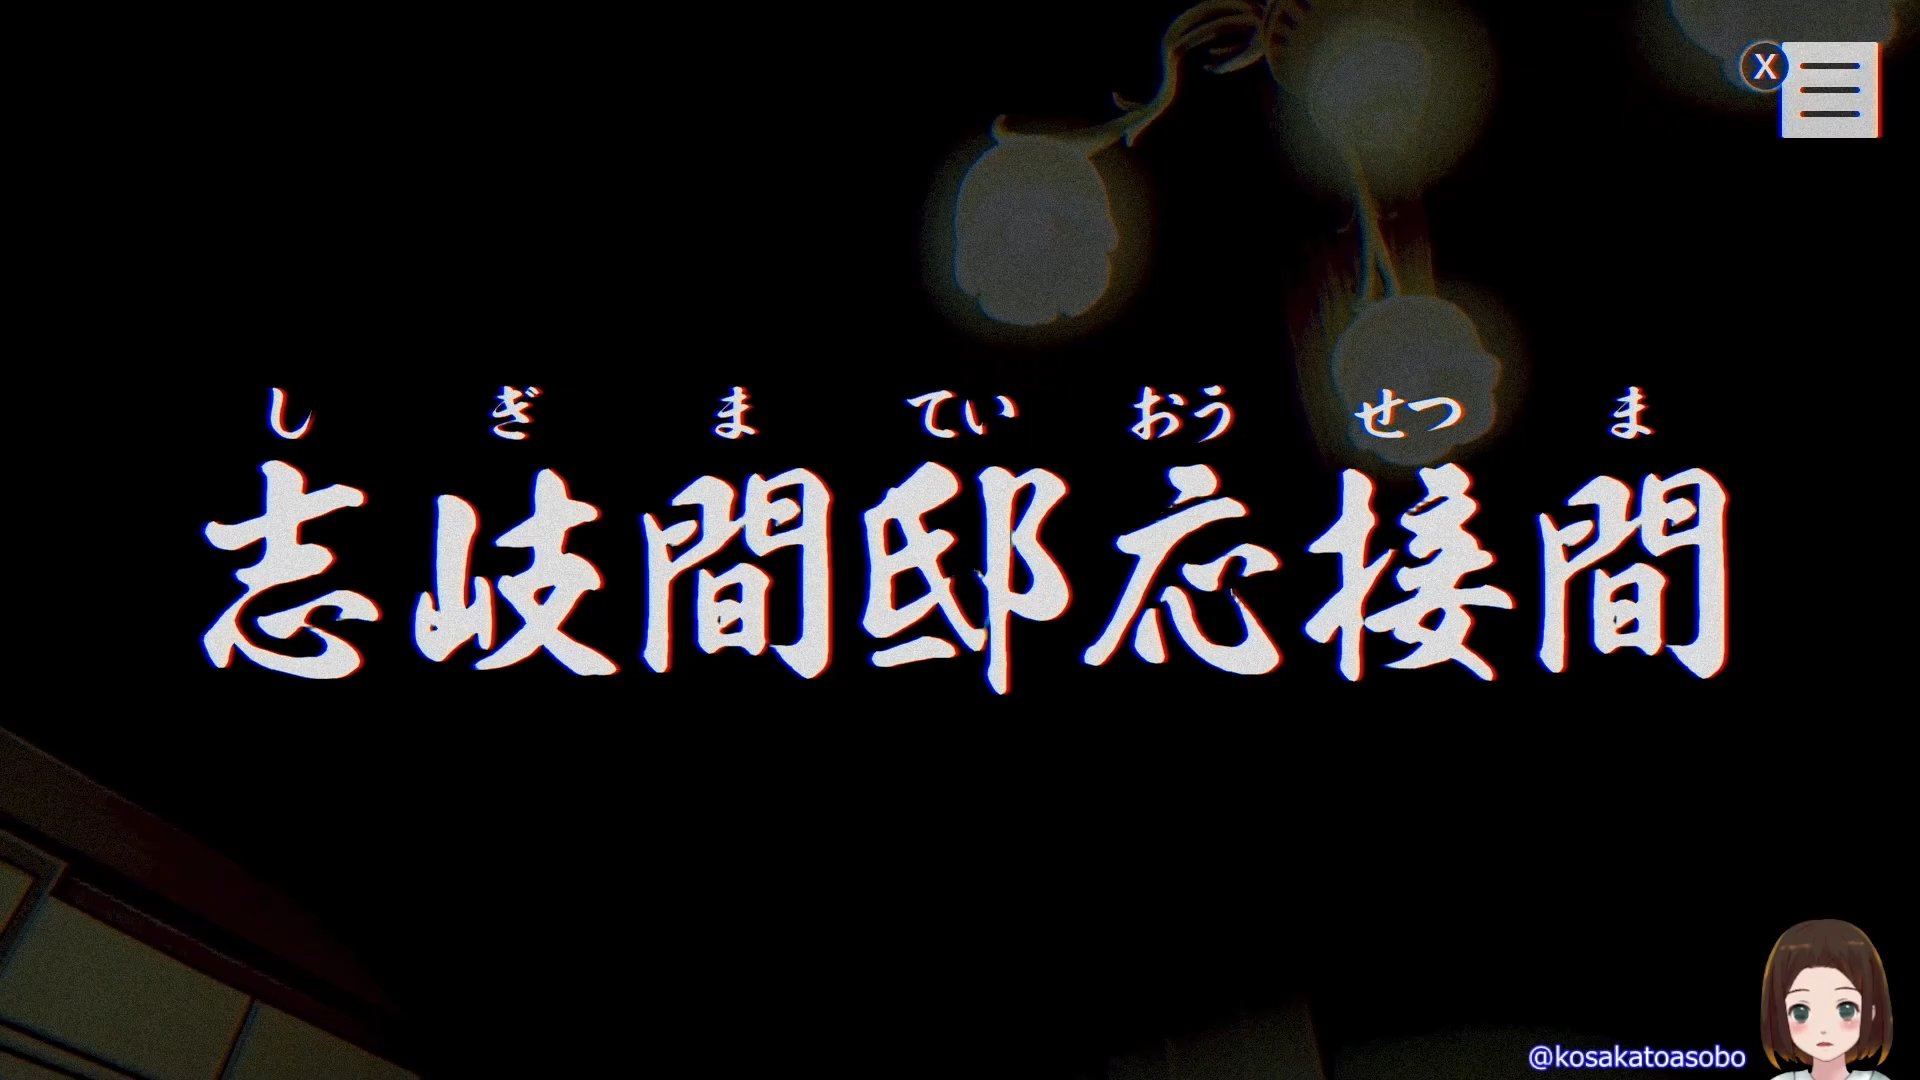 X
し ぎ ま てい おう せつ ま
志岐間邸応接間
@kosakatoasobo